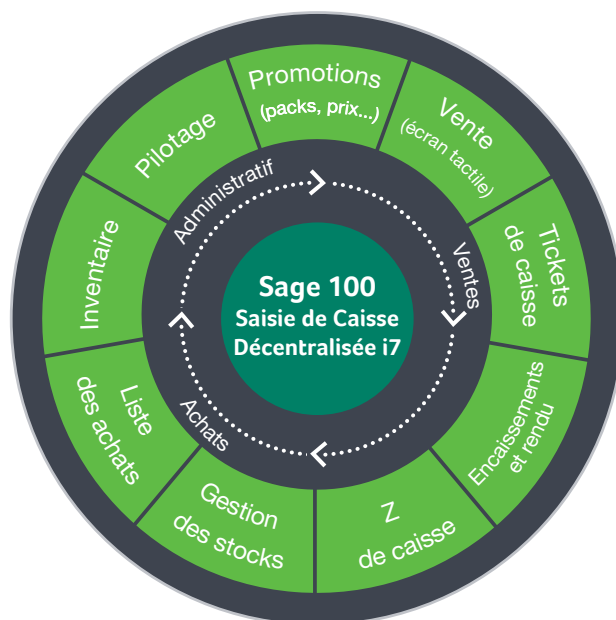 Promotions
(packs, prix...)
Vente
(écran tactile)
Tickets
de caisse
Encaissements
et rendu
Z
de caisse
Gestion
des stocks
Liste
des achats
Inventaire
Pilotage
Administratif
Ventes
Achats
Sage 100
Saisie de Caisse
Décentralisée i7